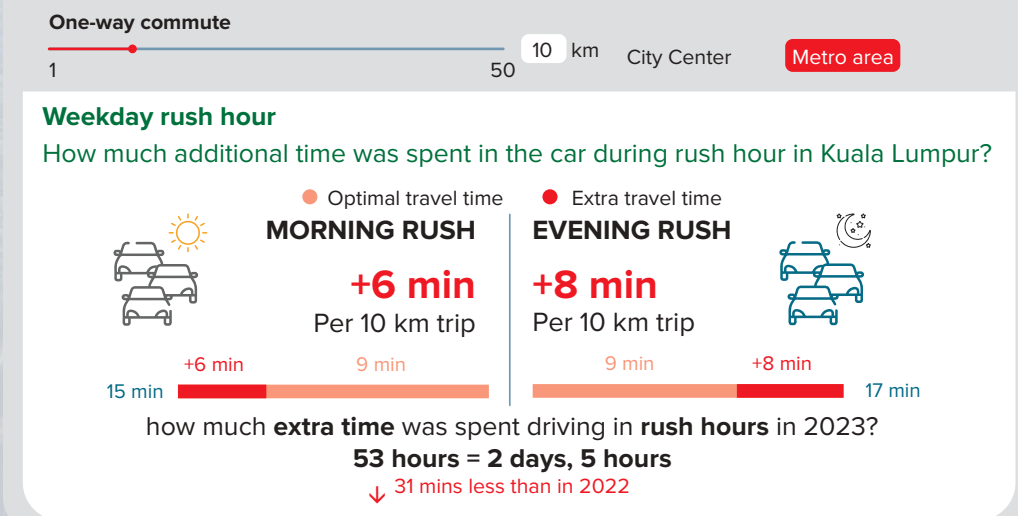 One-way commute
1
50
10 km
City Center
Metro area
Weekday rush hour
How much additional time was spent in the car during rush hour in Kuala Lumpur?
Optimal travel time
Extra travel time
MORNING RUSH
+6 min
Per 10 km trip
+6 min
9 min
15 min
EVENING RUSH
+8 min
Per 10 km trip
9 min
+8 min
17 min
how much extra time was spent driving in rush hours in 2023?
53 hours = 2 days, 5 hours
↓ 31 mins less than in 2022